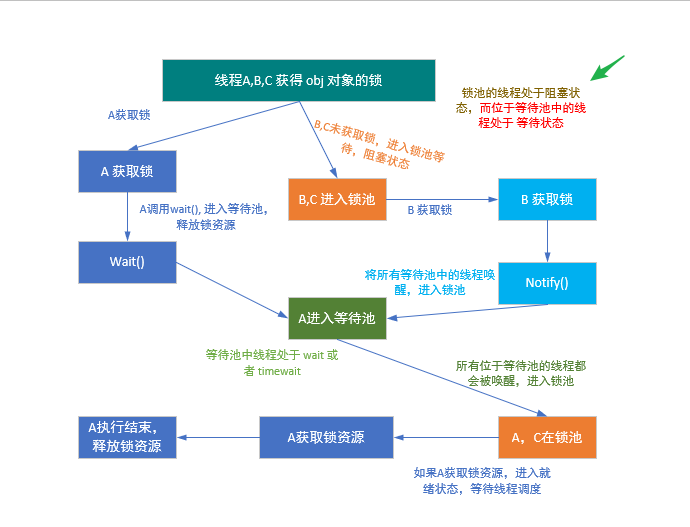 线程A,B,C 获得 obj 对象的锁
锁池的线程处于阻塞状
态，而位于等待池中的线
程处于 等待状态
A获取锁
B,C未获取锁，进入锁池等
待，阻塞状态
A 获取锁
B,C 进入锁池
B 获取锁
B 获取锁
A调用wait(), 进入等待池，
释放锁资源
Wait()
将所有等待池中的线程唤
醒，进入锁池
Notify()
A进入等待池
等待池中线程处于 wait 或
者 timewait
所有位于等待池的线程都
会被唤醒，进入锁池
A执行结束，
释放锁资源
A获取锁资源
A，C在锁池
如果A获取锁资源，进入就
绪状态，等待线程调度